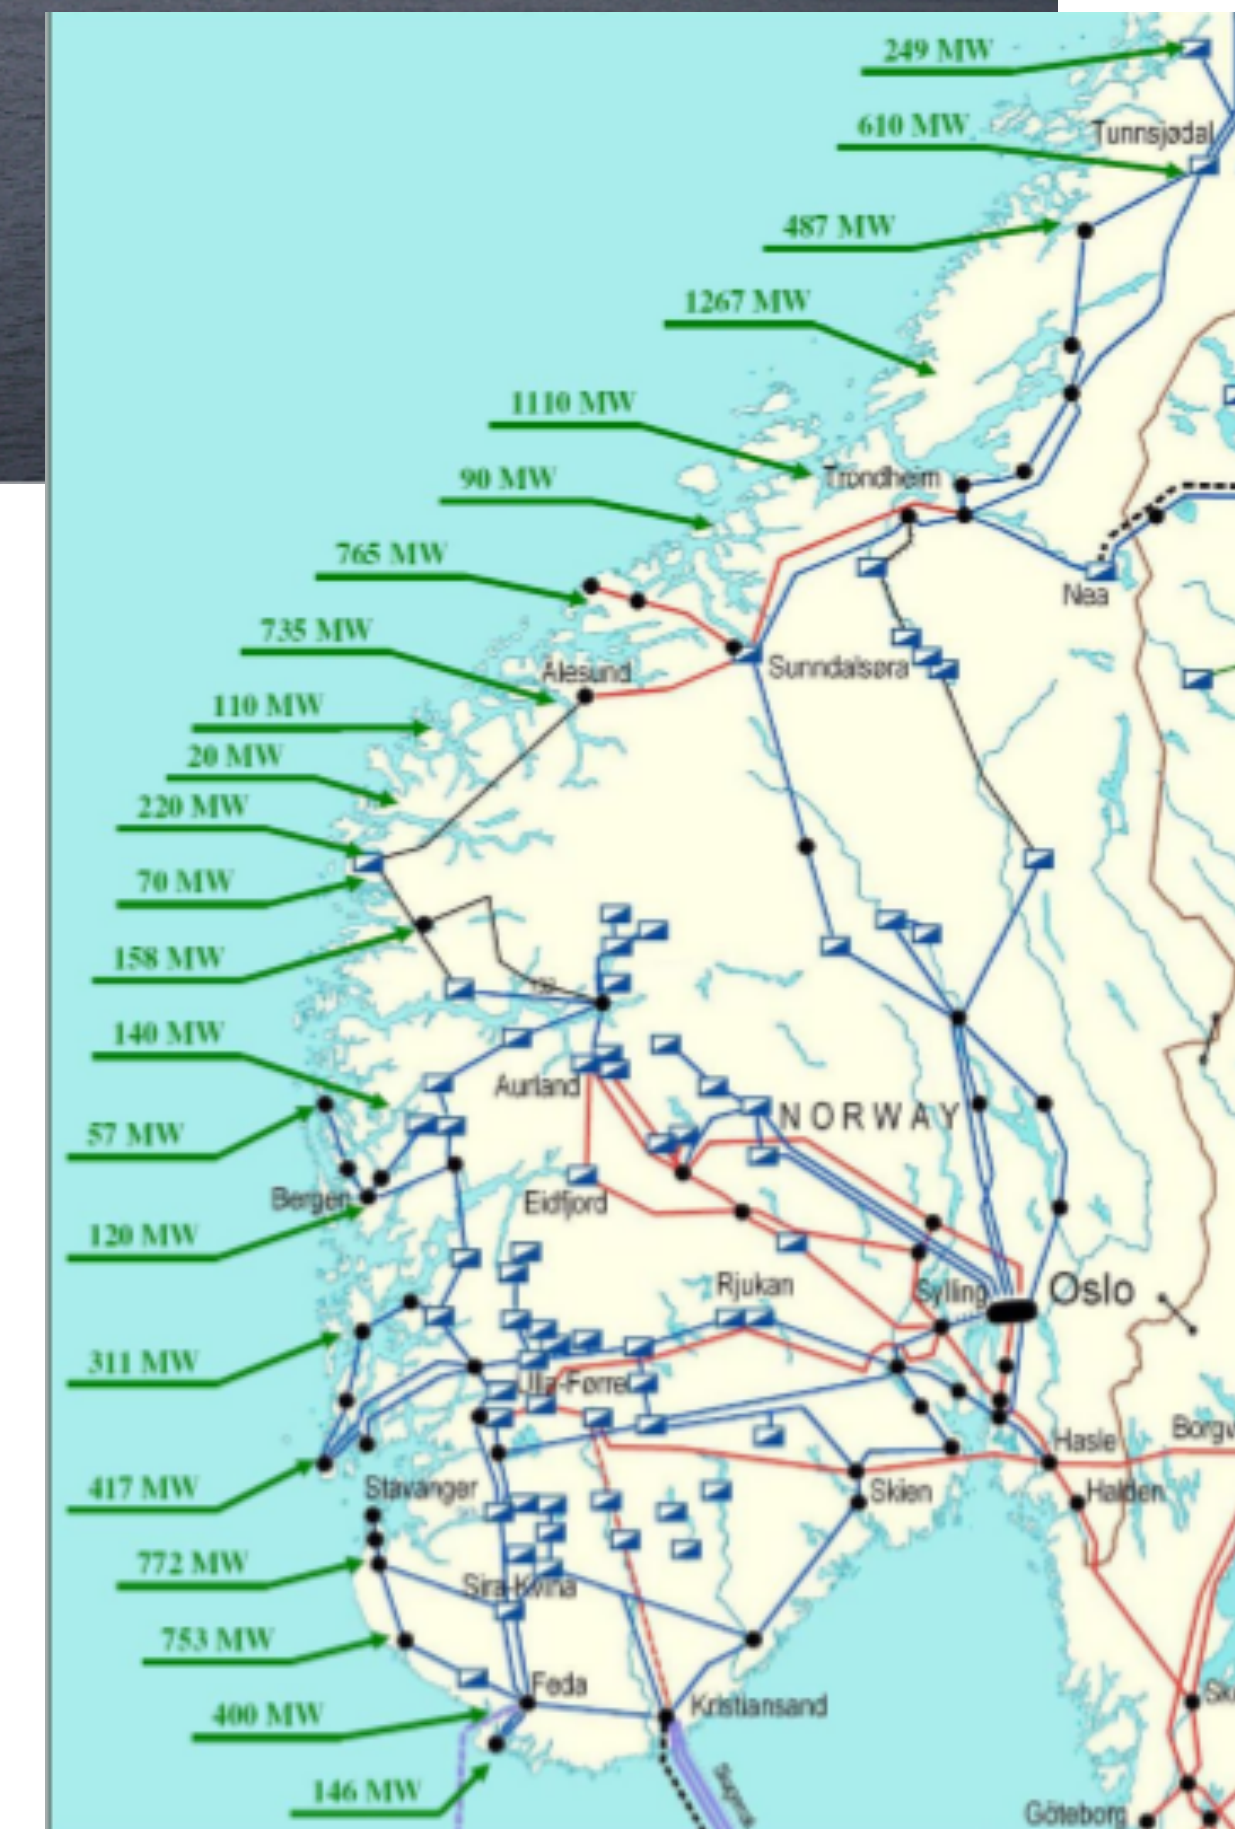 249 MW
610 MW
Tunnsjødal
487 MW
1267 MW
1110 MW
Trondheim
90 MW
765 MW
Nea
735 MW
Ålesund
Sunndalsøra
110 MW
20 MW
220 MW
70 MW
158 MW
140 MW
Aurland
NORWAY
57 MW
Bergen
Eidfjord
120 MW
Rjukan
Sylling
Oslo
311 MW
Ulla-Førre
Hasle
Borgv
417 MW
Stavanger
Skien
Halden
772 MW
Sira-Kvina
753 MW
Feda
400 MW
Kristiansand
146 MW
Göteborg